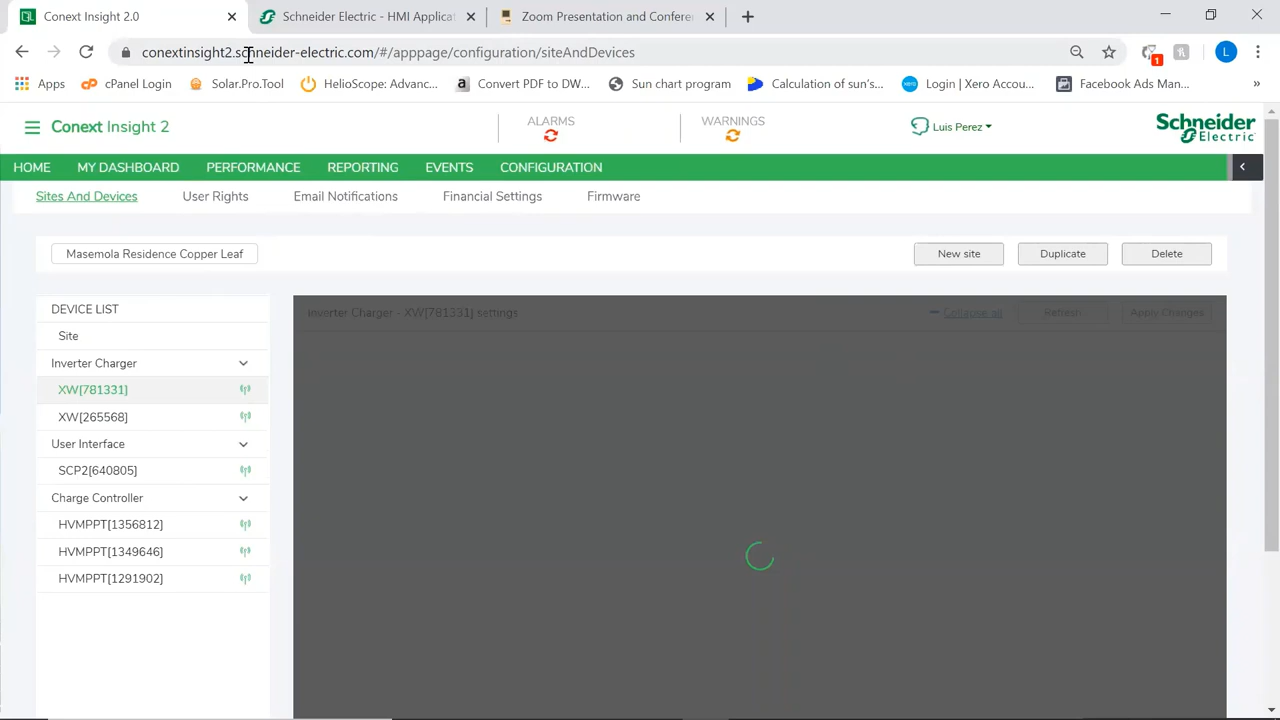 Conext Insight 2.0
Schneider Electric - HMI Applica
Zoom Presentation and Confere
conextinsight2.schneider-electric.com/#/apppage/configuration/siteAndDevices
1
L
Apps
cPanel Login
Solar.Pro.Tool
HelioScope: Advanc...
Convert PDF to DW...
Sun chart program
Calculation of sun's...
Login | Xero Accou...
Facebook Ads Man...
»
Conext Insight 2
ALARMS
WARNINGS
Luis Perez
Schneider
Electric
HOME
MY DASHBOARD
PERFORMANCE
REPORTING
EVENTS
CONFIGURATION
Sites And Devices
User Rights
Email Notifications
Financial Settings
Firmware
Masemola Residence Copper Leaf
New site
Duplicate
Delete
DEVICE LIST
Site
Inverter Charger
XW[781331]
XW[265568]
User Interface
SCP2[640805]
Charge Controller
HVMPPT[1356812]
HVMPPT[1349646]
HVMPPT[1291902]
Inverter Charger - XW[781331] settings
Collapse all
Refresh
Apply Changes